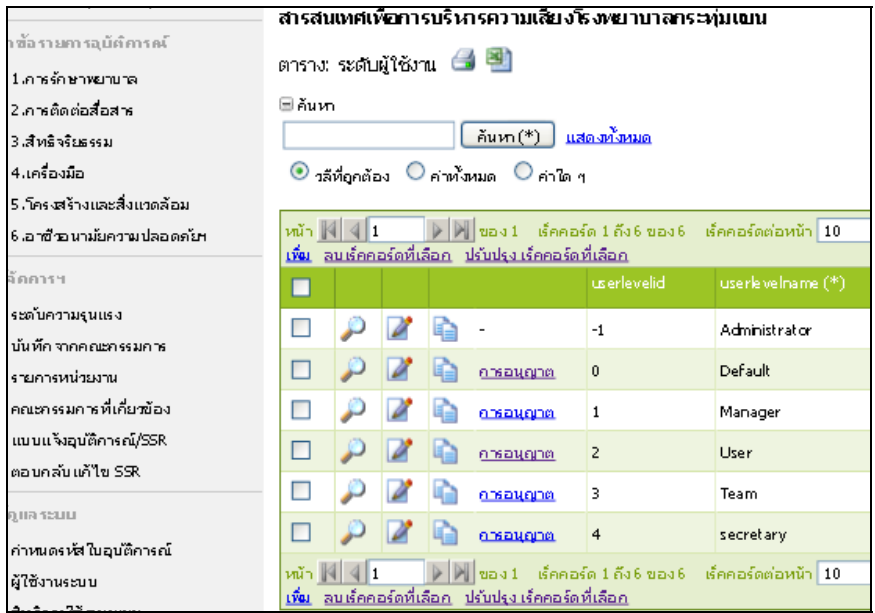 สารสนเทศเพื่อการบริหารความเสี่ยงโรงพยาบาลกระทุ่มแบน
ตาราง: ระดับผู้ใช้งาน
ค้นหา
ค้นหา (*) แสดงทั้งหมด
วลีที่ถูกต้อง คำทั้งหมด คำใด ๆ
หน้า 1 ของ 1 เร็คคอร์ด 1 ถึง 6 ของ 6 เร็คคอร์ดต่อหน้า 10
เพิ่ม ลบเร็คคอร์ดที่เลือก ปรับปรุง เร็คคอร์ดที่เลือก
userlevelid userlevelname (*)
- -1 Administrator
การอนุญาต 0 Default
การอนุญาต 1 Manager
การอนุญาต 2 User
การอนุญาต 3 Team
การอนุญาต 4 secretary
หน้า 1 ของ 1 เร็คคอร์ด 1 ถึง 6 ของ 6 เร็คคอร์ดต่อหน้า 10
เพิ่ม ลบเร็คคอร์ดที่เลือก ปรับปรุง เร็คคอร์ดที่เลือก
ข้อรายการอุบัติการณ์
1.การรักษาพยาบาล
2.การติดต่อสื่อสาร
3.สิทธิจริยธรรม
4.เครื่องมือ
5.โครงสร้างและสิ่งแวดล้อม
6.อาชีวอนามัยความปลอดภัยฯ
จัดการฯ
ระดับความรุนแรง
บันทึกจากคณะกรรมการ
รายการหน่วยงาน
คณะกรรมการที่เกี่ยวข้อง
แบบแจ้งอุบัติการณ์/SSR
ตอบกลับแก้ไข SSR
ดูแลระบบ
กำหนดรหัสใบอุบัติการณ์
ผู้ใช้งานระบบ